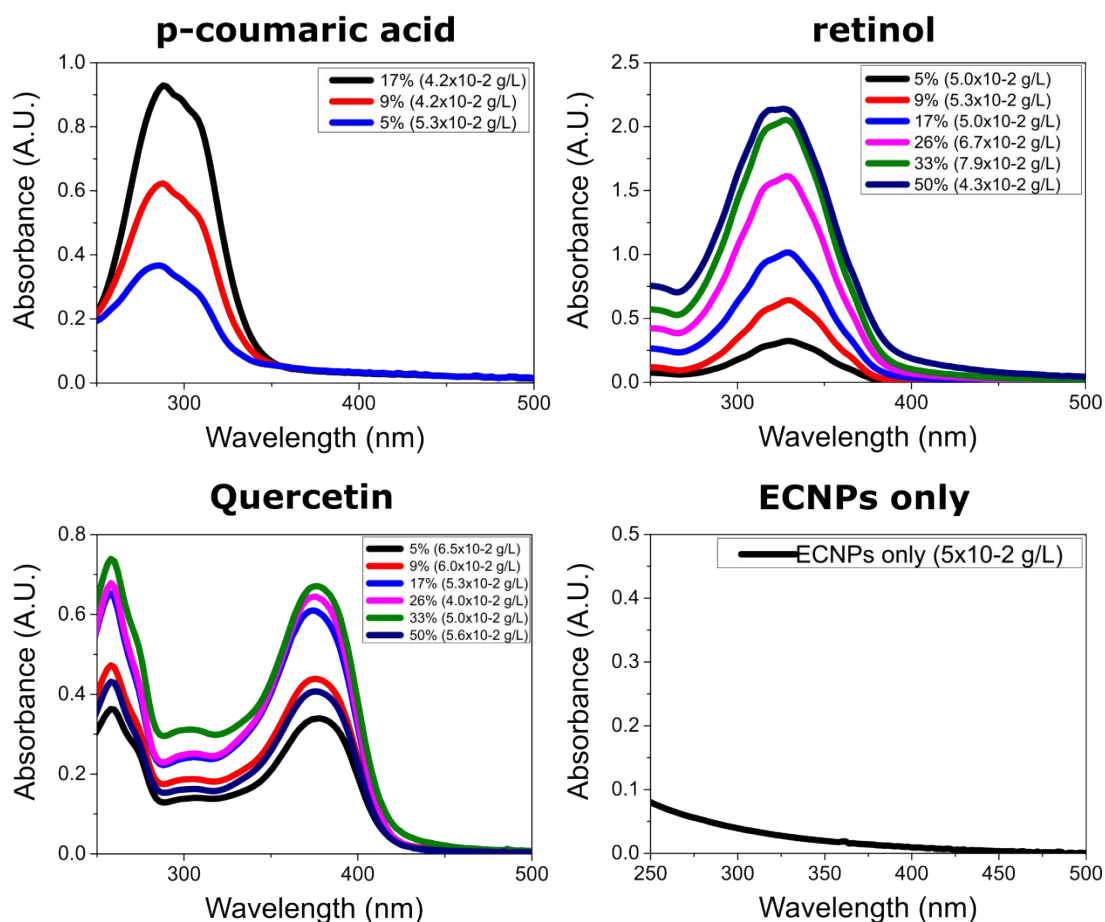 p-coumaric acid
Absorbance (A.U.)
1.0
0.8
0.6
0.4
0.2
0.0
17% (4.2x10-2 g/L)
9% (4.2x10-2 g/L)
5% (5.3x10-2 g/L)
300 400 500
Wavelength (nm)
retinol
Absorbance (A.U.)
2.5
2.0
1.5
1.0
0.5
0.0
5% (5.0x10-2 g/L)
9% (5.3x10-2 g/L)
17% (5.0x10-2 g/L)
26% (6.7x10-2 g/L)
33% (7.9x10-2 g/L)
50% (4.3x10-2 g/L)
300 400 500
Wavelength (nm)
Quercetin
Absorbance (A.U.)
0.8
0.6
0.4
0.2
0.0
5% (6.5x10-2 g/L)
9% (6.0x10-2 g/L)
17% (5.3x10-2 g/L)
26% (4.0x10-2 g/L)
33% (5.0x10-2 g/L)
50% (5.6x10-2 g/L)
300 400 500
Wavelength (nm)
ECNPs only
Absorbance (A.U.)
0.5
0.4
0.3
0.2
0.1
0.0
ECNPs only (5x10-2 g/L)
250 300 350 400 450 500
Wavelength (nm)